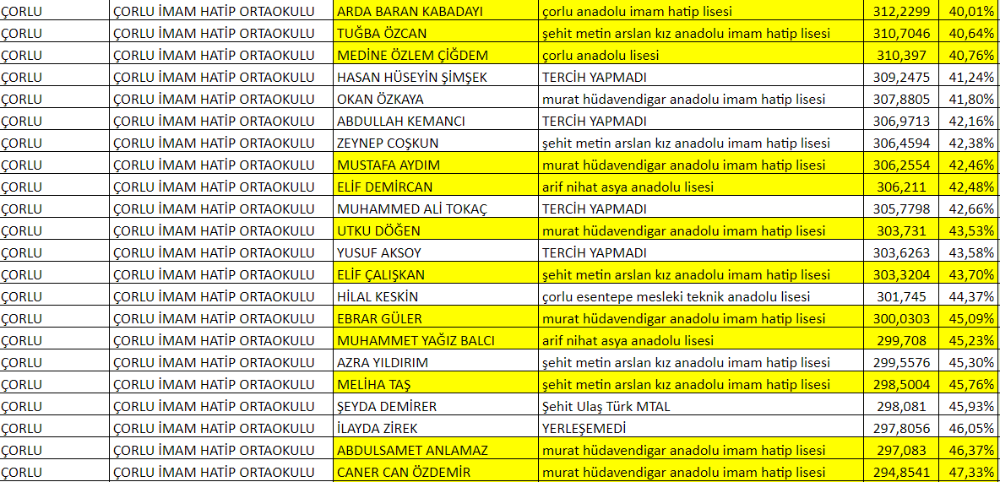 ÇORLU ÇORLU İMAM HATİP ORTAOKULU ARDA BARAN KABADAYI çorlu anadolu imam hatip lisesi 312,2299 40,01%
ÇORLU ÇORLU İMAM HATİP ORTAOKULU TUĞBA ÖZCAN şehit metin arslan kız anadolu imam hatip lisesi 310,7046 40,64%
ÇORLU ÇORLU İMAM HATİP ORTAOKULU MEDİNE ÖZLEM ÇİĞDEM çorlu anadolu lisesi 310,397 40,76%
ÇORLU ÇORLU İMAM HATİP ORTAOKULU HASAN HÜSEYİN ŞİMŞEK TERCİH YAPMADI 309,2475 41,24%
ÇORLU ÇORLU İMAM HATİP ORTAOKULU OKAN ÖZKAYA murat hüdavendigar anadolu imam hatip lisesi 307,8805 41,80%
ÇORLU ÇORLU İMAM HATİP ORTAOKULU ABDULLAH KEMANCI TERCİH YAPMADI 306,9713 42,16%
ÇORLU ÇORLU İMAM HATİP ORTAOKULU ZEYNEP COŞKUN şehit metin arslan kız anadolu imam hatip lisesi 306,4594 42,38%
ÇORLU ÇORLU İMAM HATİP ORTAOKULU MUSTAFA AYDIM murat hüdavendigar anadolu imam hatip lisesi 306,2554 42,46%
ÇORLU ÇORLU İMAM HATİP ORTAOKULU ELİF DEMİRCAN arif nihat asya anadolu lisesi 306,211 42,48%
ÇORLU ÇORLU İMAM HATİP ORTAOKULU MUHAMMED ALİ TOKAÇ TERCİH YAPMADI 305,7798 42,66%
ÇORLU ÇORLU İMAM HATİP ORTAOKULU UTKU DÖĞEN murat hüdavendigar anadolu imam hatip lisesi 303,731 43,53%
ÇORLU ÇORLU İMAM HATİP ORTAOKULU YUSUF AKSOY TERCİH YAPMADI 303,6263 43,58%
ÇORLU ÇORLU İMAM HATİP ORTAOKULU ELİF ÇALIŞKAN şehit metin arslan kız anadolu imam hatip lisesi 303,3204 43,70%
ÇORLU ÇORLU İMAM HATİP ORTAOKULU HİLAL KESKİN çorlu esentepe mesleki teknik anadolu lisesi 301,745 44,37%
ÇORLU ÇORLU İMAM HATİP ORTAOKULU EBRAR GÜLER murat hüdavendigar anadolu imam hatip lisesi 300,0303 45,09%
ÇORLU ÇORLU İMAM HATİP ORTAOKULU MUHAMMET YAĞIZ BALCI arif nihat asya anadolu lisesi 299,708 45,23%
ÇORLU ÇORLU İMAM HATİP ORTAOKULU AZRA YILDIRIM şehit metin arslan kız anadolu imam hatip lisesi 299,5576 45,30%
ÇORLU ÇORLU İMAM HATİP ORTAOKULU MELİHA TAŞ şehit metin arslan kız anadolu imam hatip lisesi 298,5004 45,76%
ÇORLU ÇORLU İMAM HATİP ORTAOKULU ŞEYDA DEMİRER Şehit Ulaş Türk MTAL 298,081 45,93%
ÇORLU ÇORLU İMAM HATİP ORTAOKULU İLAYDA ZİREK YERLEŞEMEDİ 297,8056 46,05%
ÇORLU ÇORLU İMAM HATİP ORTAOKULU ABDULSAMET ANLAMAZ murat hüdavendigar anadolu imam hatip lisesi 297,083 46,37%
ÇORLU ÇORLU İMAM HATİP ORTAOKULU CANER CAN ÖZDEMİR murat hüdavendigar anadolu imam hatip lisesi 294,8541 47,33%